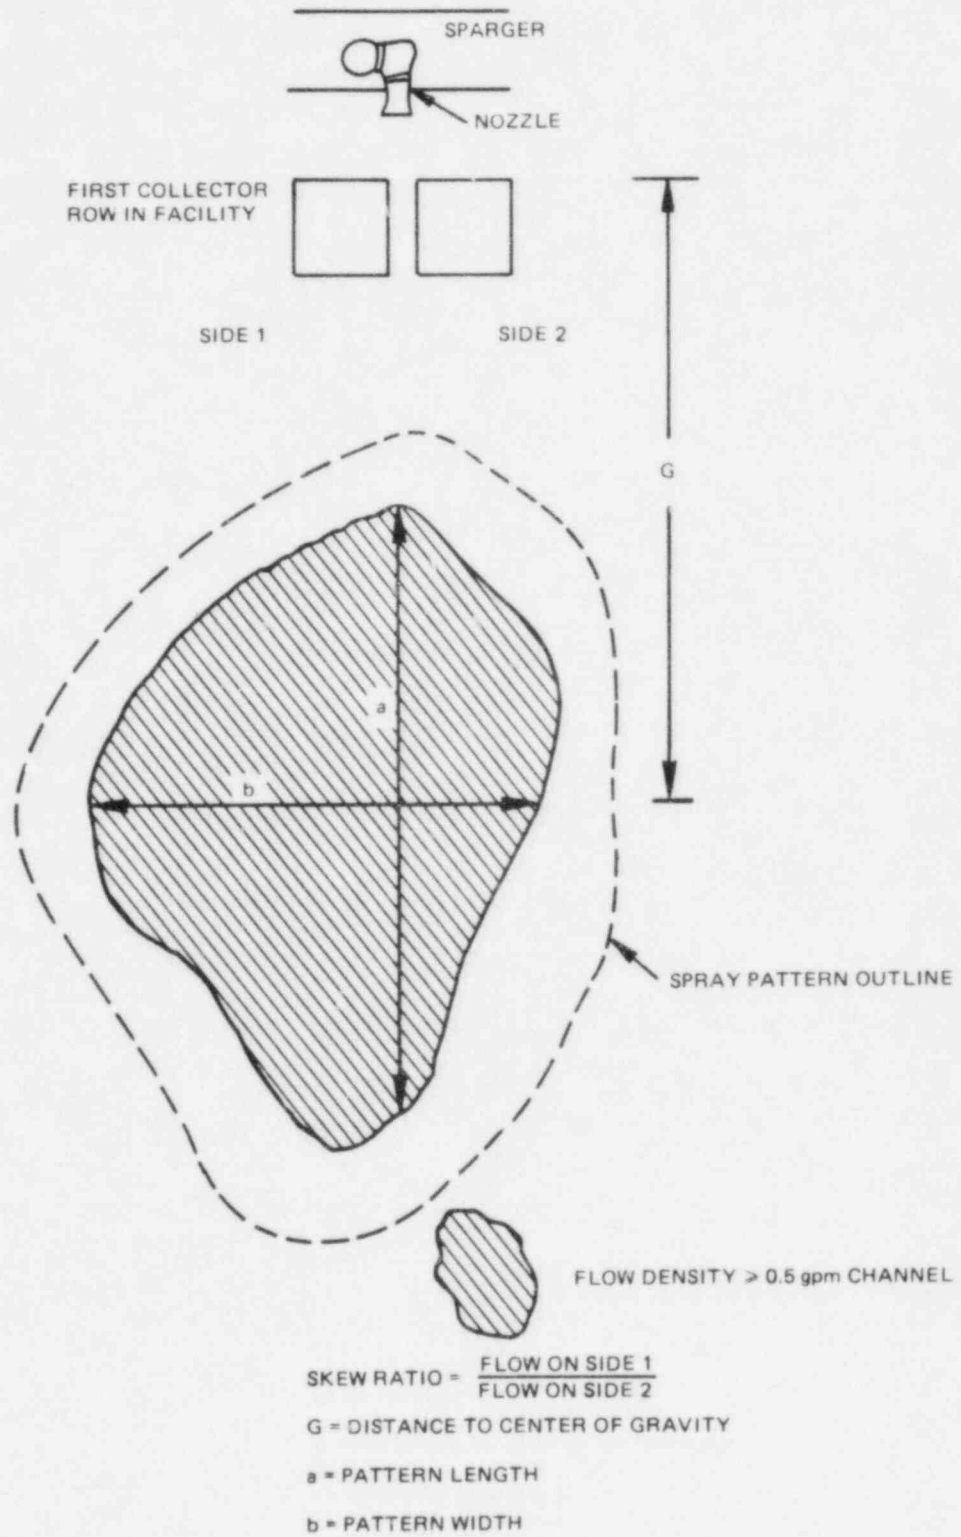 SPARGER
NOZZLE
FIRST COLLECTOR
ROW IN FACILITY
SIDE 1
SIDE 2
G
a
b
SPRAY PATTERN OUTLINE
FLOW DENSITY ⩾ 0.5 gpm CHANNEL
SKEW RATIO = FLOW ON SIDE 1
FLOW ON SIDE 2
G = DISTANCE TO CENTER OF GRAVITY
a = PATTERN LENGTH
b = PATTERN WIDTH